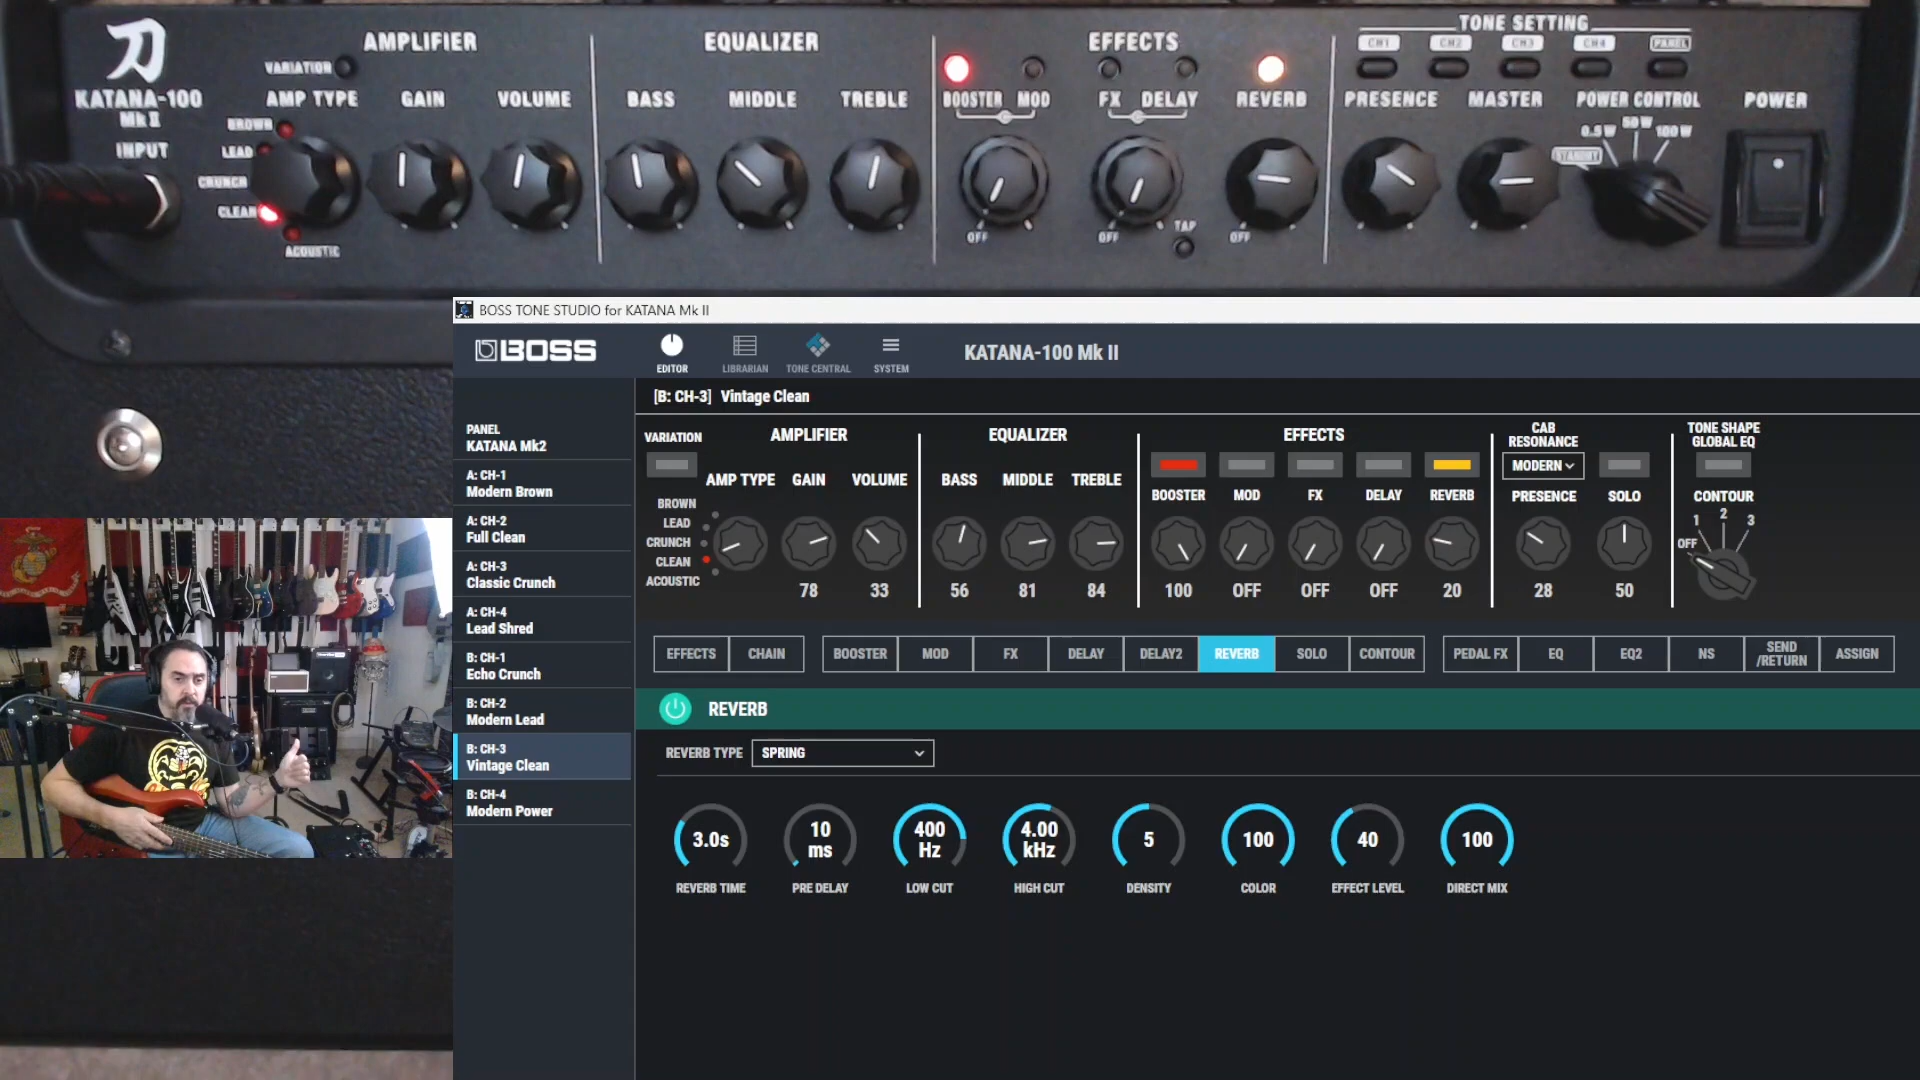 刀
KATANA-100
Mk II
INPUT
AMPLIFIER
VARIATION
AMP TYPE
GAIN
VOLUME
BROWN
LEAD
CRUNCH
CLEAN
ACOUSTIC
EQUALIZER
BASS
MIDDLE
TREBLE
EFFECTS
BOOSTER
MOD
FX
DELAY
REVERB
OFF
OFF
TAP
OFF
TONE SETTING
CH1
CH2
CH3
CH4
PANEL
PRESENCE
MASTER
POWER CONTROL
STANDBY
0.5W
50W
100W
POWER
BOSS TONE STUDIO for KATANA Mk II
BOSS
EDITOR
LIBRARIAN
TONE CENTRAL
SYSTEM
KATANA-100 Mk II
[B: CH-3] Vintage Clean
PANEL
KATANA Mk2
A: CH-1
Modern Brown
A: CH-2
Full Clean
A: CH-3
Classic Crunch
A: CH-4
Lead Shred
B: CH-1
Echo Crunch
B: CH-2
Modern Lead
B: CH-3
Vintage Clean
B: CH-4
Modern Power
VARIATION
AMPLIFIER
AMP TYPE
GAIN
VOLUME
BROWN
LEAD
CRUNCH
CLEAN
ACOUSTIC
78
33
EQUALIZER
BASS
MIDDLE
TREBLE
56
81
84
EFFECTS
BOOSTER
MOD
FX
DELAY
REVERB
100
OFF
OFF
OFF
20
CAB
RESONANCE
MODERN
PRESENCE
SOLO
28
50
TONE SHAPE
GLOBAL EQ
CONTOUR
1
2
3
OFF
EFFECTS
CHAIN
BOOSTER
MOD
FX
DELAY
DELAY2
REVERB
SOLO
CONTOUR
PEDAL FX
EQ
EQ2
NS
SEND
/RETURN
ASSIGN
REVERB
REVERB TYPE
SPRING
3.0s
REVERB TIME
10
ms
PRE DELAY
400
Hz
LOW CUT
4.00
kHz
HIGH CUT
5
DENSITY
100
COLOR
40
EFFECT LEVEL
100
DIRECT MIX